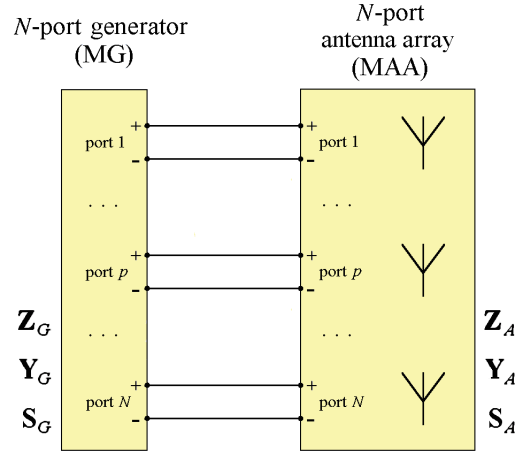 N-port generator
(MG)
N-port
antenna array
(MAA)
+
port 1
-
+
port 1
-
. . .
. . .
+
port p
-
+
port p
-
. . .
. . .
Z_G
Y_G
S_G
Z_A
Y_A
S_A
+
port N
-
+
port N
-